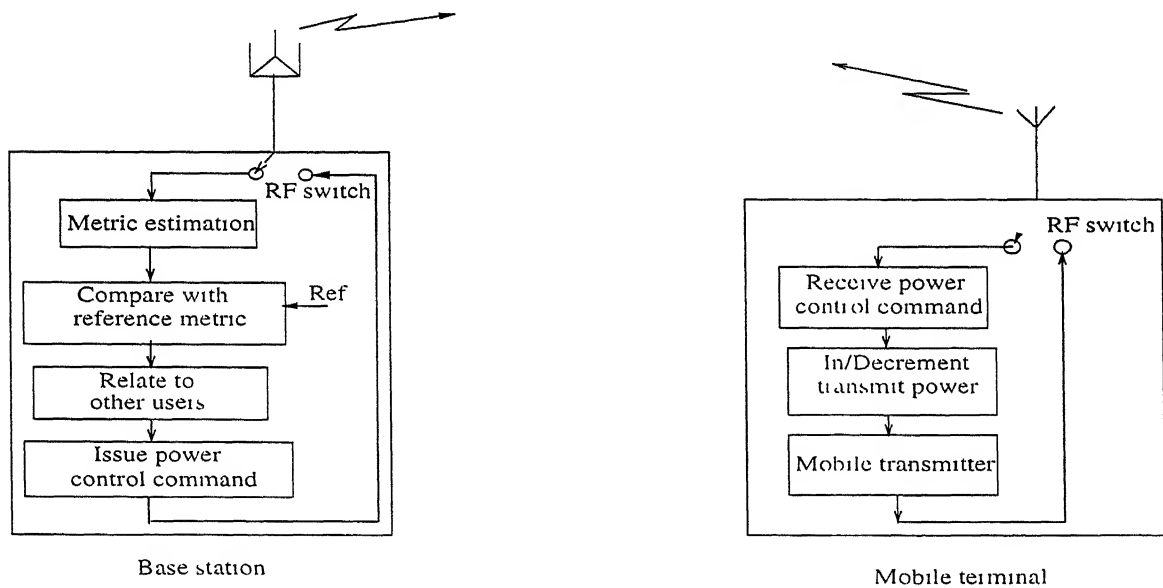 RF switch
Metric estimation
Compare with
reference metric
Ref
Relate to
other users
Issue power
control command
Base station
RF switch
Receive power
control command
In/Decrement
transmit power
Mobile transmitter
Mobile terminal